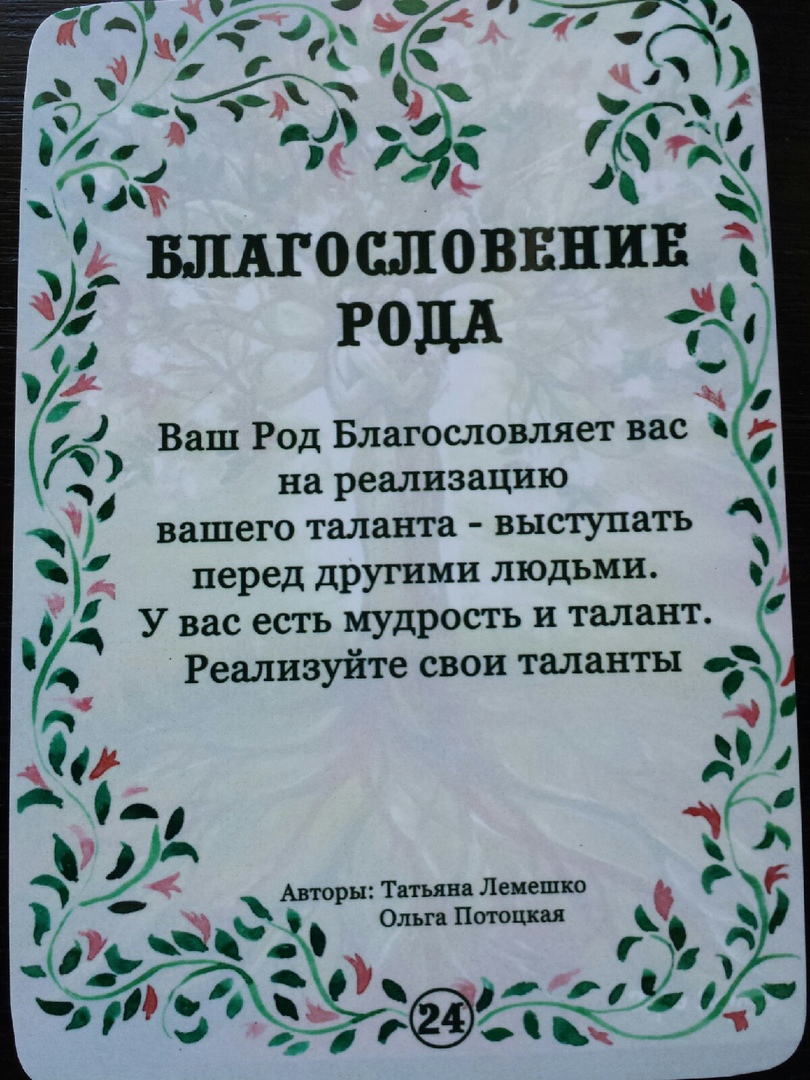 БЛАГОСЛОВЕНИЕ
РОДА
Ваш Род Благословляет вас
на реализацию
вашего таланта - выступать
перед другими людьми.
У вас есть мудрость и талант.
Реализуйте свои таланты
Авторы: Татьяна Лемешко
Ольга Потоцкая
24